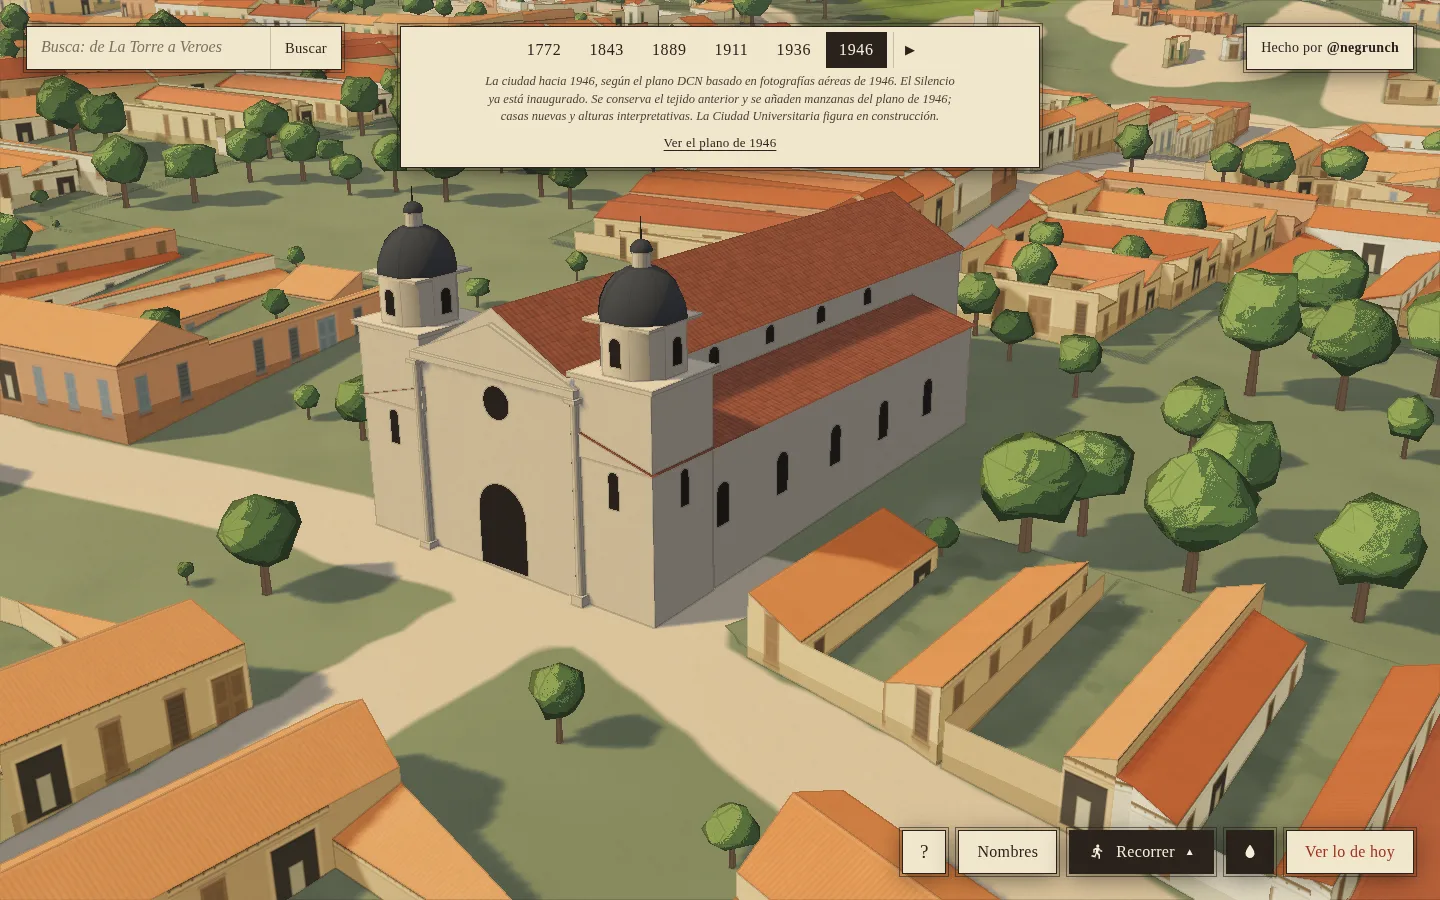 Busca: de La Torre a Veroes
Buscar
1772 1843 1889 1911 1936 1946 ▶
La ciudad hacia 1946, según el plano DCN basado en fotografías aéreas de 1946. El Silencio
ya está inaugurado. Se conserva el tejido anterior y se añaden manzanas del plano de 1946;
casas nuevas y alturas interpretativas. La Ciudad Universitaria figura en construcción.
Ver el plano de 1946
Hecho por @negrunch
?
Nombres
Recorrer ▲
Ver lo de hoy